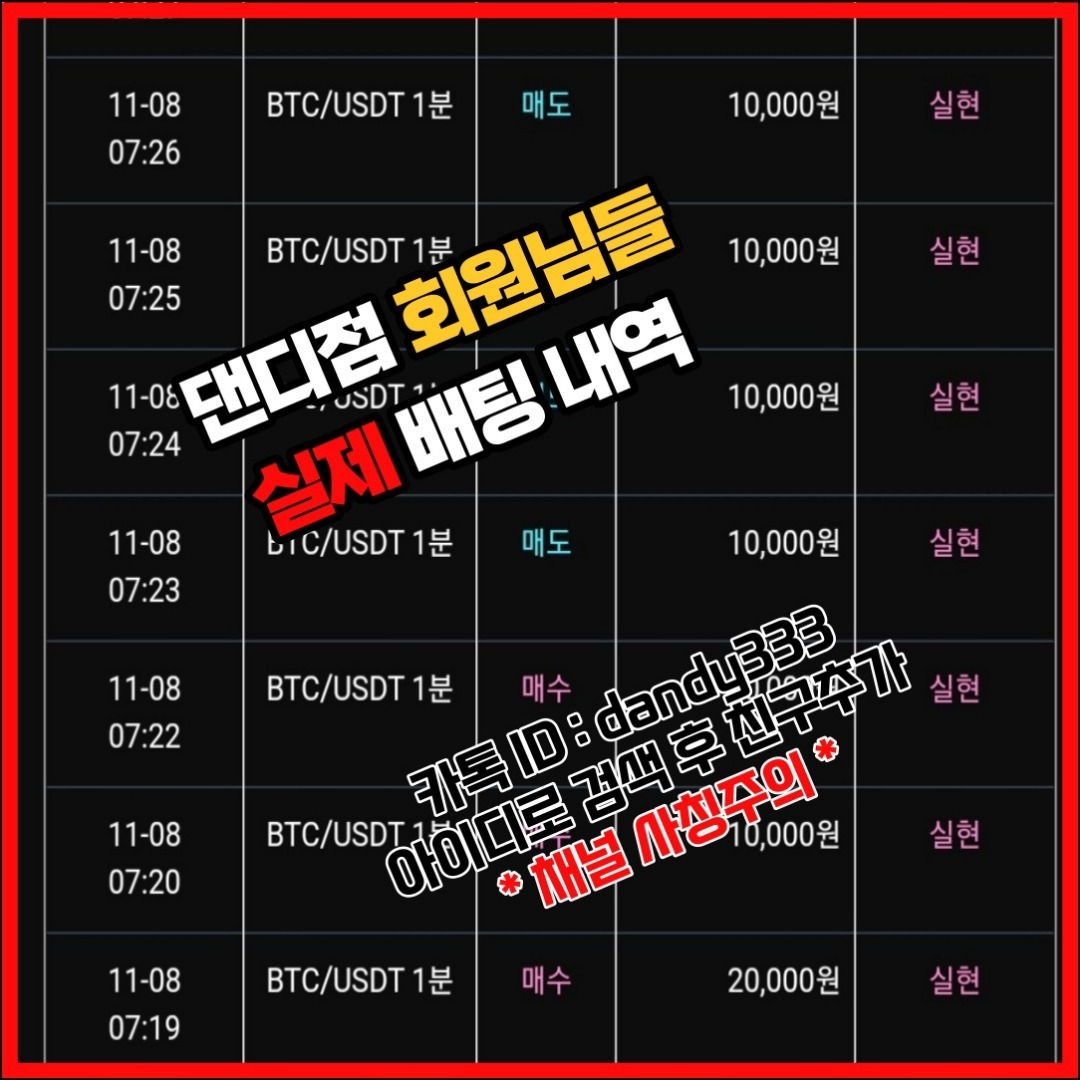 11-08 BTC/USDT 1분 매도 10,000원 실현
07:26
11-08 BTC/USDT 1분 10,000원 실현
07:25
댄디점 회원님들
11-08 10,000원 실현
07:24
실제 배팅 내역
11-08 BTC/USDT 1분 매도 10,000원 실현
07:23
11-08 BTC/USDT 1분 매수 실현
07:22
카톡 ID : dandy333
아이디로 검색 후 친구추가
* 채널 사칭주의 *
11-08 BTC/USDT 1분 10,000원 실현
07:20
11-08 BTC/USDT 1분 매수 20,000원 실현
07:19